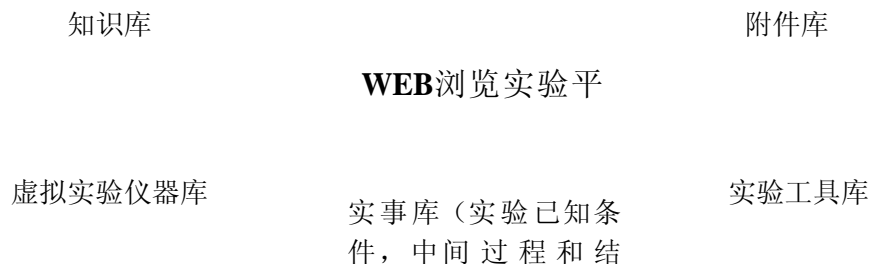 知识库
附件库
WEB浏览实验平
虚拟实验仪器库
实验工具库
实事库（实验已知条
件，中间过程和结